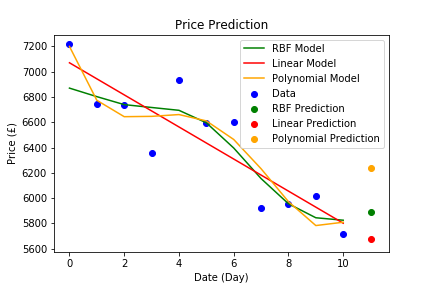 Price Prediction
7200
7000
6800
6600
6400
6200
6000
5800
5600
Price (£)
0
2
4
6
8
10
Date (Day)
RBF Model
Linear Model
Polynomial Model
Data
RBF Prediction
Linear Prediction
Polynomial Prediction